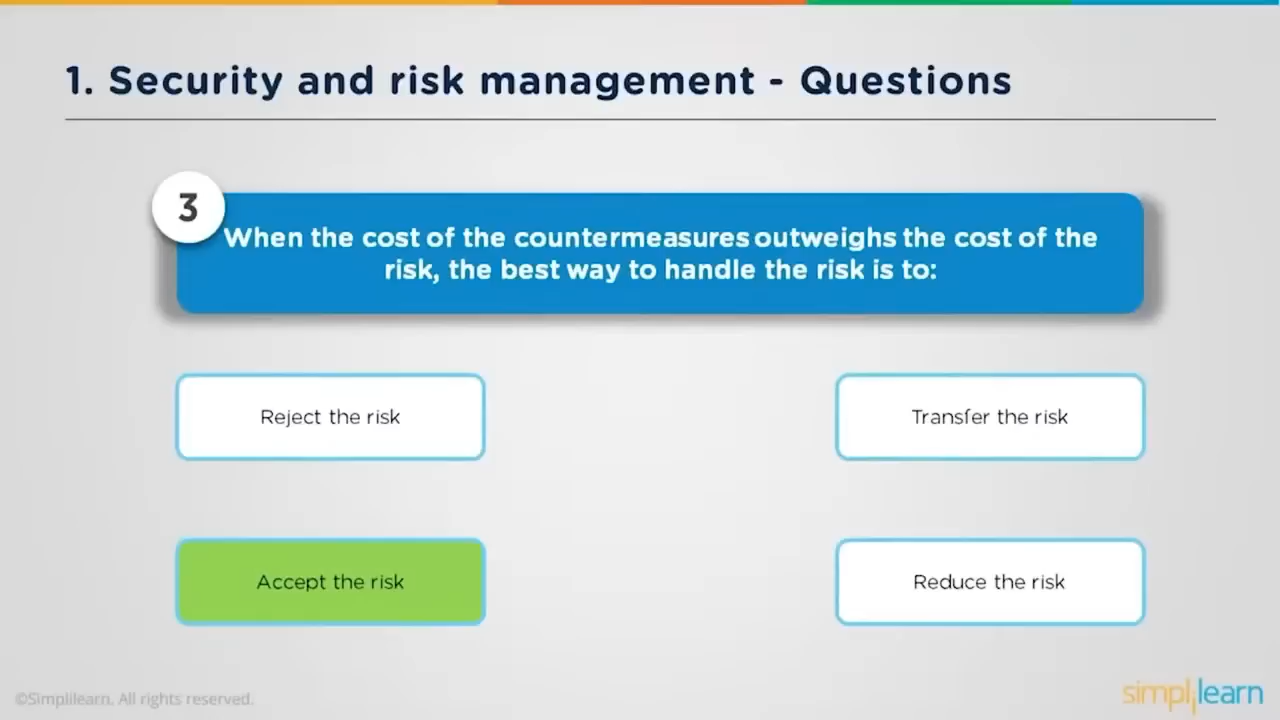 1. Security and risk management - Questions
3
When the cost of the countermeasures outweighs the cost of the
risk, the best way to handle the risk is to:
Reject the risk
Transfer the risk
Accept the risk
Reduce the risk
©Simplilearn. All rights reserved.
simplilearn